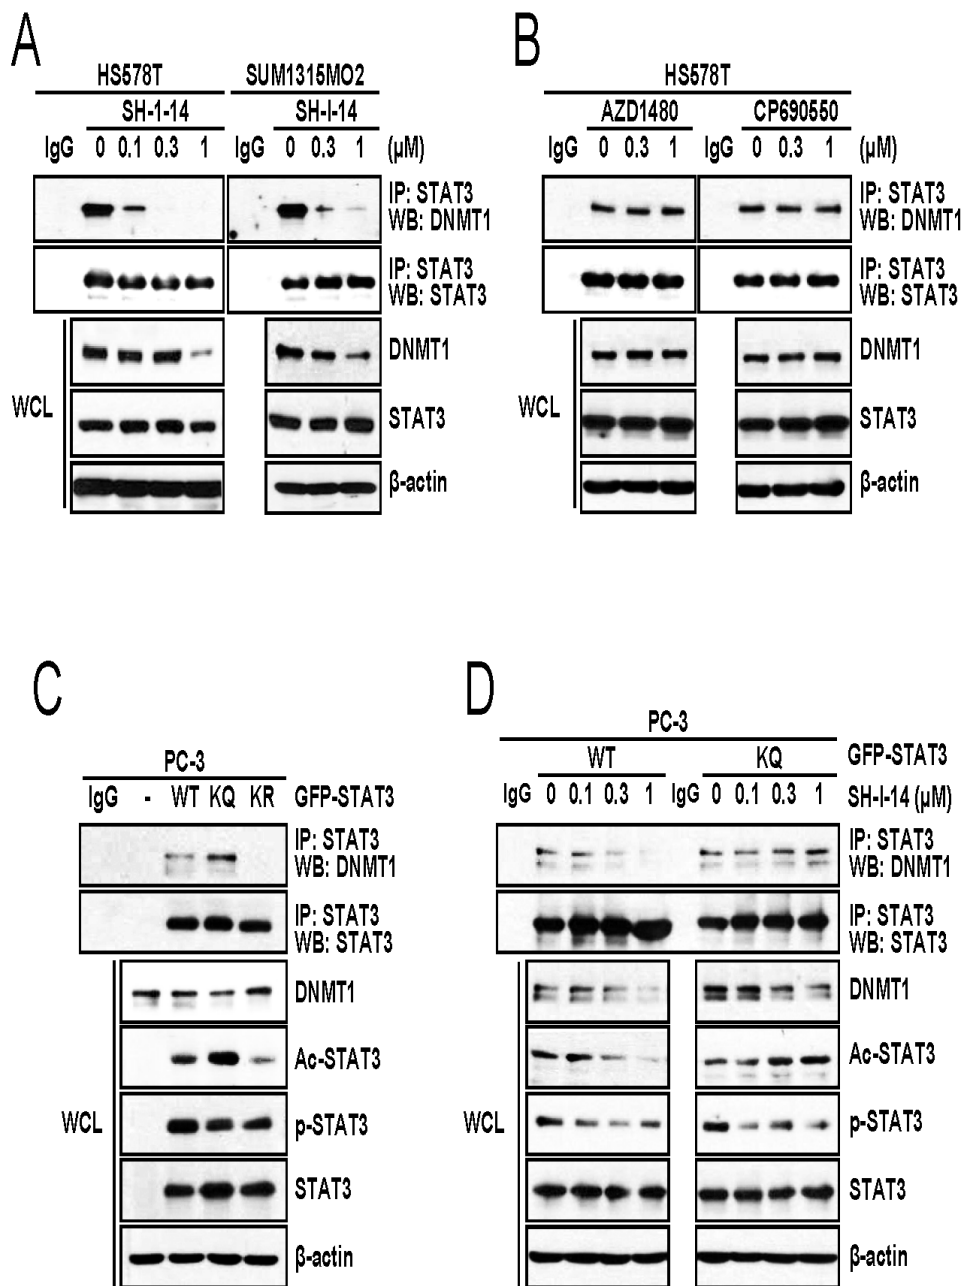 A
HS578T SUM1315MO2
SH-1-14 SH-I-14
IgG 0 0.1 0.3 1 IgG 0 0.3 1 (μM)
IP: STAT3
WB: DNMT1
IP: STAT3
WB: STAT3
DNMT1
WCL
STAT3
β-actin
B
HS578T
AZD1480 CP690550
IgG 0 0.3 1 IgG 0 0.3 1 (μM)
IP: STAT3
WB: DNMT1
IP: STAT3
WB: STAT3
DNMT1
WCL
STAT3
β-actin
C
PC-3
IgG - WT KQ KR GFP-STAT3
IP: STAT3
WB: DNMT1
IP: STAT3
WB: STAT3
DNMT1
Ac-STAT3
WCL
p-STAT3
STAT3
β-actin
D
PC-3
WT KQ GFP-STAT3
IgG 0 0.1 0.3 1 IgG 0 0.1 0.3 1 SH-I-14 (μM)
IP: STAT3
WB: DNMT1
IP: STAT3
WB: STAT3
DNMT1
Ac-STAT3
WCL
p-STAT3
STAT3
β-actin